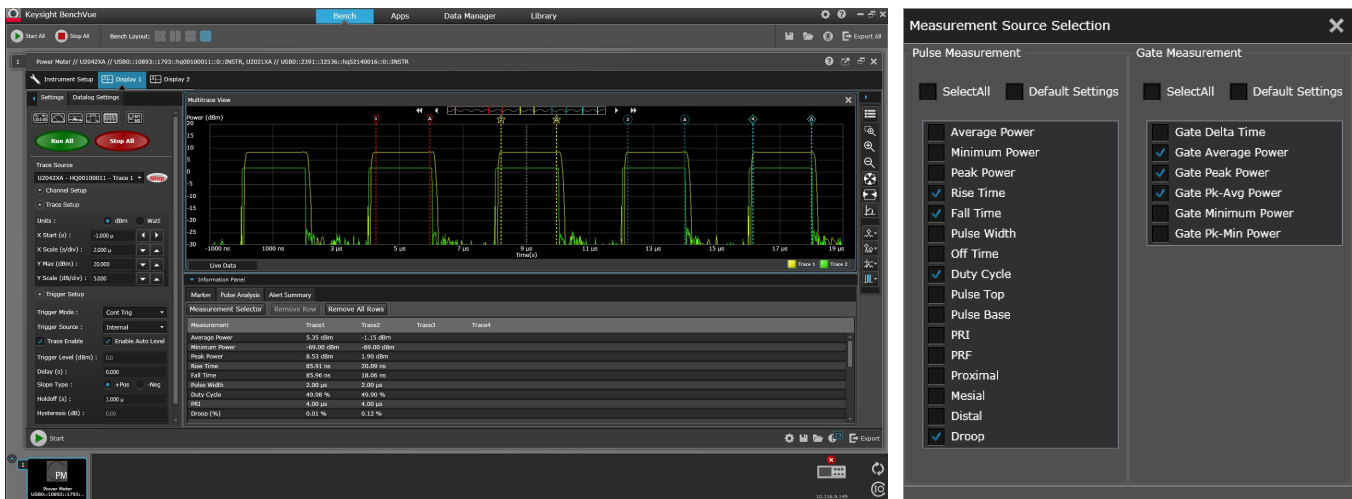 Keysight BenchVue
Bench Apps Data Manager Library
Start All Stop All Bench Layout: Export All
1 Power Meter // U2042XA // USB0::10893::1793::hq00100011::0::INSTR, U2021XA // USB0::2391::32536::hq52140016::0::INSTR
Instrument Setup Display 1 Display 2
Settings Datalog Settings
Run All Stop All
Trace Source
U2042XA - HQ00100011 - Trace 1 Stop
Channel Setup
Trace Setup
Units : dBm Watt
X Start (s) : -1.000 µ
X Scale (s/div) : 2.000 µ
Y Max (dBm) : 20.000
Y Scale (dB/div) : 5.000
Trigger Setup
Trigger Mode : Cont Trig
Trigger Source : Internal
Trace Enable Enable Auto Level
Trigger Level (dBm) : 0.0
Delay (s) : 0.000
Slope Type : +Pos -Neg
Holdoff (s) : 1.000 µ
Hysteresis (dB) : 0.00
Multitrace View
Power (dBm)
20
15
10
5
0
-5
-10
-15
-20
-25
-30
-1000 ns 1000 ns 3 µs 5 µs 7 µs 9 µs 11 µs 13 µs 15 µs 17 µs 19 µs
Time(s)
Live Data Trace 1 Trace 2
Information Panel
Marker Pulse Analysis Alert Summary
Measurement Selector Remove Row Remove All Rows
Measurement Trace1 Trace2 Trace3 Trace4
Average Power 5.35 dBm -1.15 dBm
Minimum Power -69.00 dBm -69.00 dBm
Peak Power 8.53 dBm 1.90 dBm
Rise Time 85.91 ns 20.09 ns
Fall Time 85.96 ns 18.06 ns
Pulse Width 2.00 µs 2.00 µs
Duty Cycle 49.98 % 49.90 %
PRI 4.00 µs 4.00 µs
Droop (%) 0.01 % 0.12 %
Start Export
1
PM
Power Meter
USB0::10893::1793:...
10.116.9.149
Measurement Source Selection
Pulse Measurement
SelectAll Default Settings
Average Power
Minimum Power
Peak Power
Rise Time
Fall Time
Pulse Width
Off Time
Duty Cycle
Pulse Top
Pulse Base
PRI
PRF
Proximal
Mesial
Distal
Droop
Gate Measurement
SelectAll Default Settings
Gate Delta Time
Gate Average Power
Gate Peak Power
Gate Pk-Avg Power
Gate Minimum Power
Gate Pk-Min Power